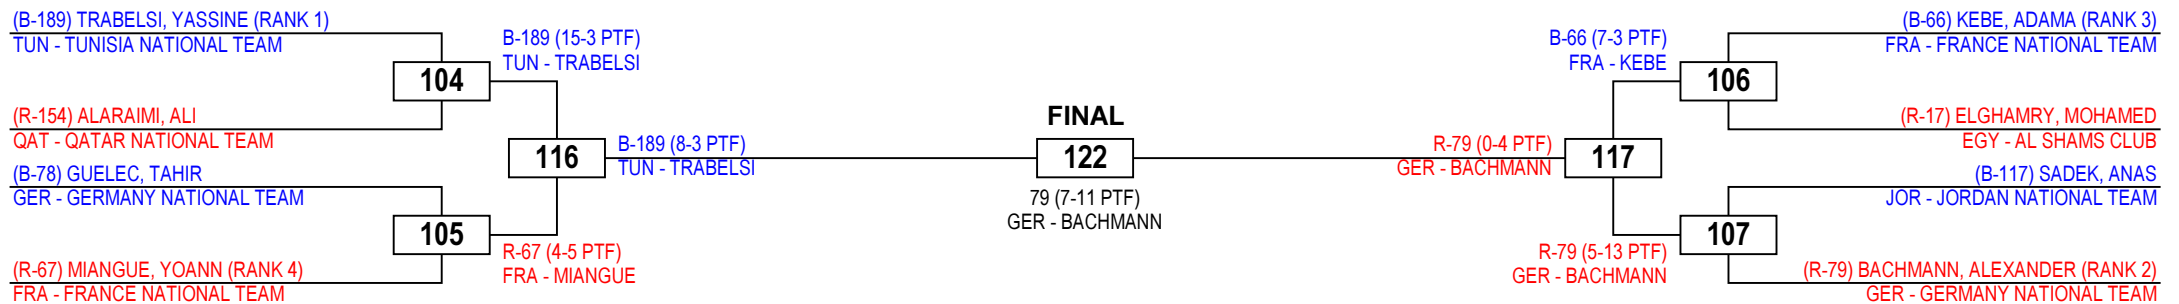 (B-189) TRABELSI, YASSINE (RANK 1)
TUN - TUNISIA NATIONAL TEAM
B-189 (15-3 PTF)
TUN - TRABELSI
104
(R-154) ALARAIMI, ALI
QAT - QATAR NATIONAL TEAM
116
B-189 (8-3 PTF)
TUN - TRABELSI
(B-78) GUELEC, TAHIR
GER - GERMANY NATIONAL TEAM
105
R-67 (4-5 PTF)
FRA - MIANGUE
(R-67) MIANGUE, YOANN (RANK 4)
FRA - FRANCE NATIONAL TEAM
FINAL
122
79 (7-11 PTF)
GER - BACHMANN
(B-66) KEBE, ADAMA (RANK 3)
FRA - FRANCE NATIONAL TEAM
B-66 (7-3 PTF)
FRA - KEBE
106
(R-17) ELGHAMRY, MOHAMED
EGY - AL SHAMS CLUB
R-79 (0-4 PTF)
GER - BACHMANN
117
(B-117) SADEK, ANAS
JOR - JORDAN NATIONAL TEAM
107
R-79 (5-13 PTF)
GER - BACHMANN
(R-79) BACHMANN, ALEXANDER (RANK 2)
GER - GERMANY NATIONAL TEAM